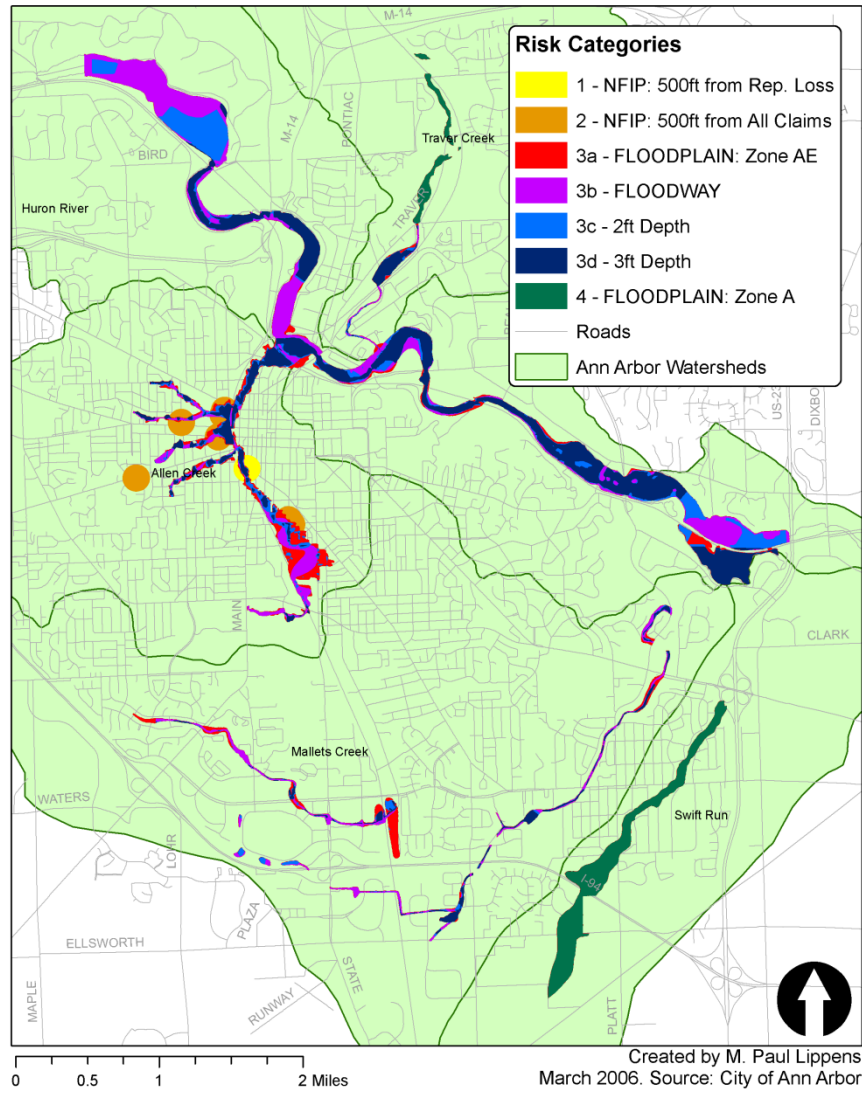 M-14
Risk Categories
1 - NFIP: 500ft from Rep. Loss
2 - NFIP: 500ft from All Claims
3a - FLOODPLAIN: Zone AE
3b - FLOODWAY
3c - 2ft Depth
3d - 3ft Depth
4 - FLOODPLAIN: Zone A
Roads
Ann Arbor Watersheds
M-14
PONTIAC
Traver Creek
BIRD
TRAVER
Huron River
US-23
DIXBO
Allen Creek
MAIN
CLARK
Mallets Creek
WATERS
LOHR
Swift Run
I-94
PLAZA
ELLSWORTH
STATE
RUNWAY
MAPLE
PLATT
0 0.5 1 2 Miles
Created by M. Paul Lippens
March 2006. Source: City of Ann Arbor